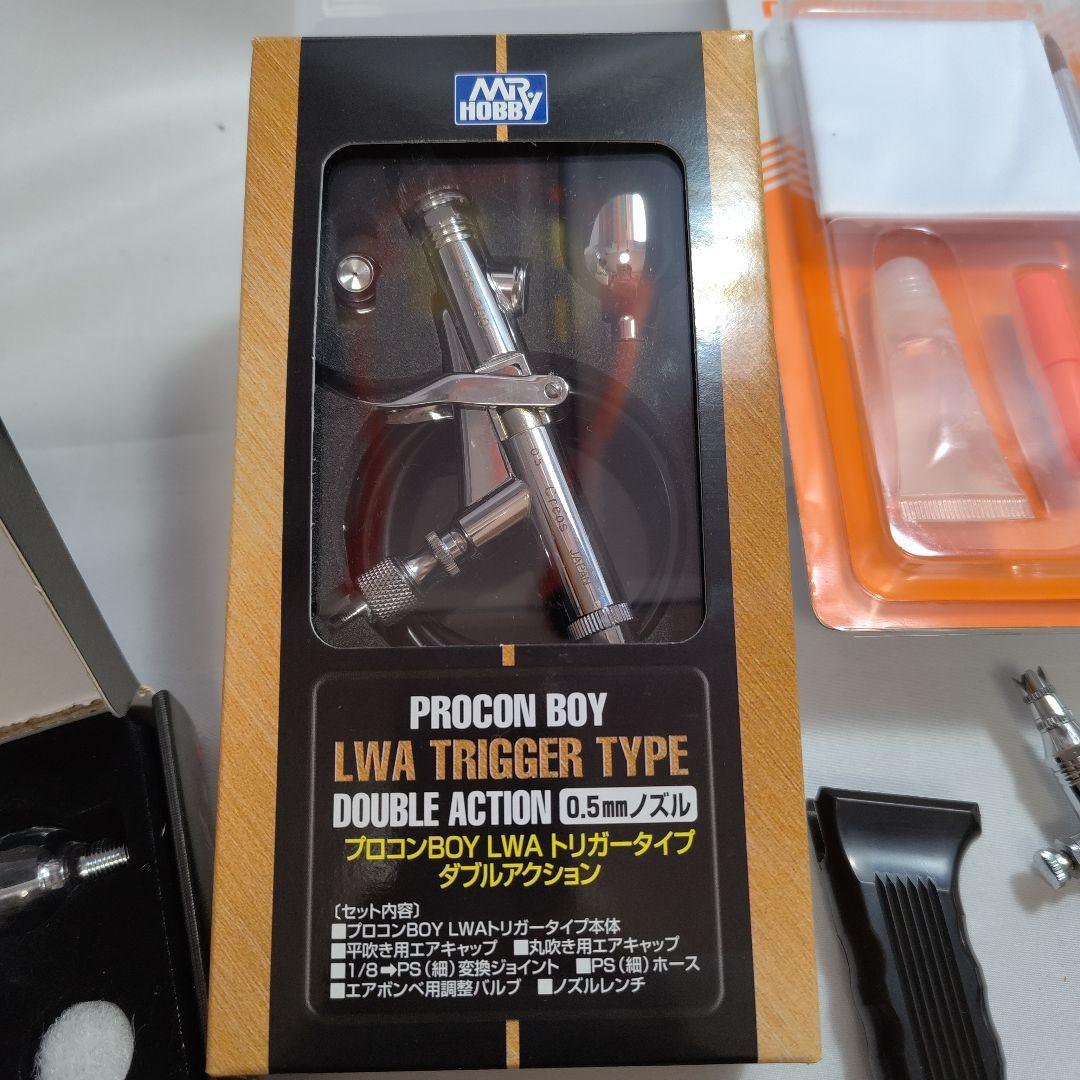 MR.
HOBBY
0.5 Creos JAPAN
PROCON BOY
LWA TRIGGER TYPE
DOUBLE ACTION 0.5mmノズル
プロコンBOY LWA トリガータイプ
ダブルアクション
〔セット内容〕
■プロコンBOY LWAトリガータイプ本体
■平吹き用エアキャップ ■丸吹き用エアキャップ
■1/8➡PS（細）変換ジョイント ■PS（細）ホース
■エアボンベ用調整バルブ ■ノズルレンチ